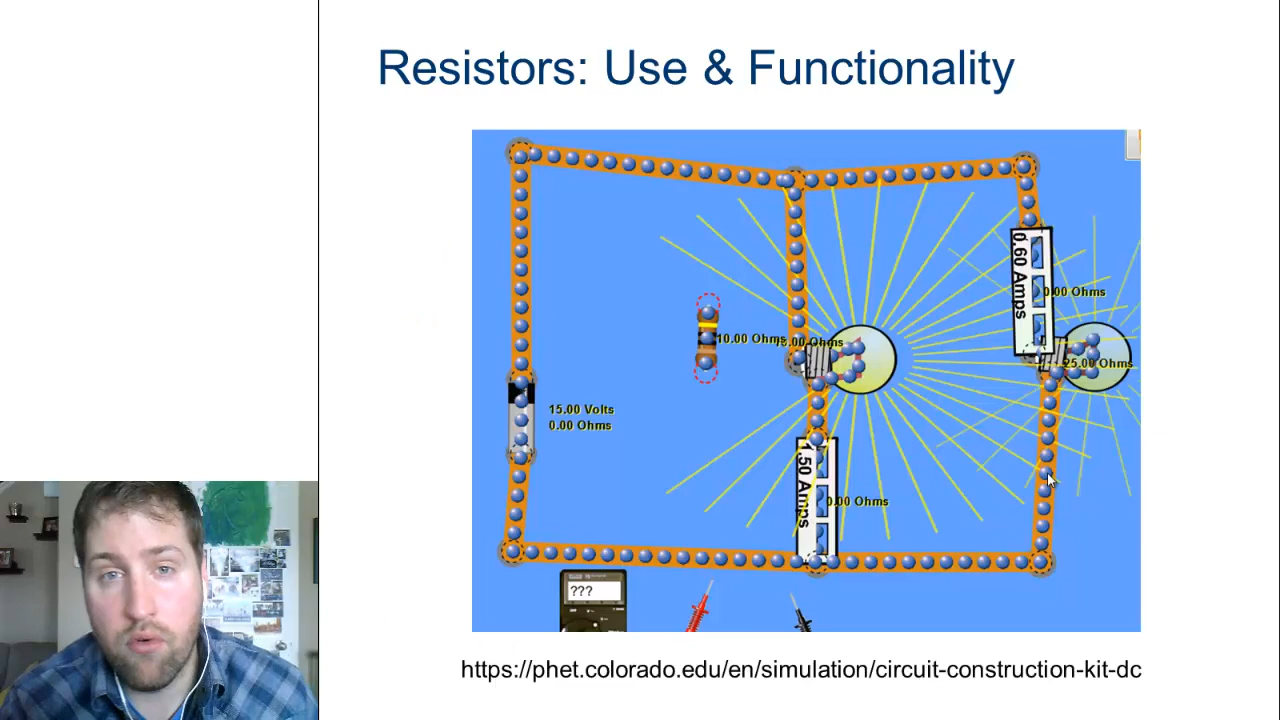 Resistors: Use & Functionality
0.60 Amps
0.00 Ohms
10.00 Ohms
25.00 Ohms
15.00 Volts
0.00 Ohms
.50 Amps
0.00 Ohms
???
https://phet.colorado.edu/en/simulation/circuit-construction-kit-dc